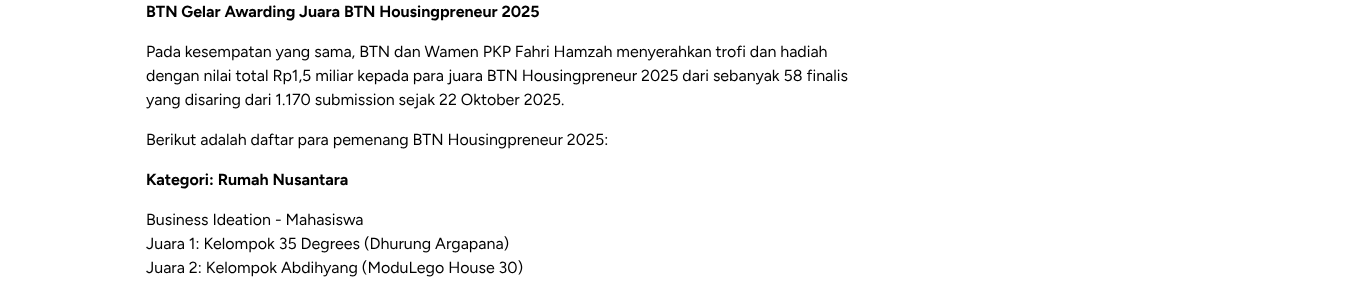 BTN Gelar Awarding Juara BTN Housingpreneur 2025
Pada kesempatan yang sama, BTN dan Wamen PKP Fahri Hamzah menyerahkan trofi dan hadiah
dengan nilai total Rp1,5 miliar kepada para juara BTN Housingpreneur 2025 dari sebanyak 58 finalis
yang disaring dari 1.170 submission sejak 22 Oktober 2025.
Berikut adalah daftar para pemenang BTN Housingpreneur 2025:
Kategori: Rumah Nusantara
Business Ideation - Mahasiswa
Juara 1: Kelompok 35 Degrees (Dhurung Argapana)
Juara 2: Kelompok Abdihyang (ModuLego House 30)